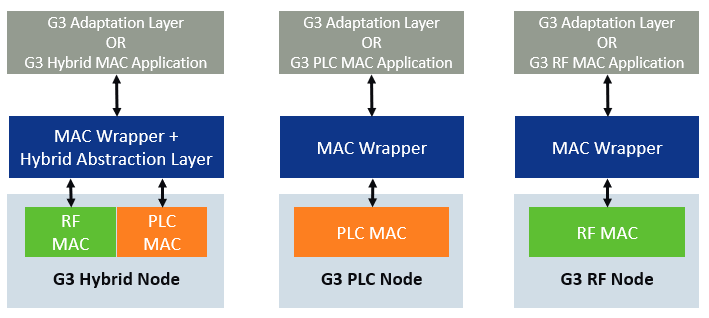 G3 Adaptation Layer
OR
G3 Hybrid MAC Application
MAC Wrapper +
Hybrid Abstraction Layer
RF
MAC
PLC
MAC
G3 Hybrid Node
G3 Adaptation Layer
OR
G3 PLC MAC Application
MAC Wrapper
PLC MAC
G3 PLC Node
G3 Adaptation Layer
OR
G3 RF MAC Application
MAC Wrapper
RF MAC
G3 RF Node